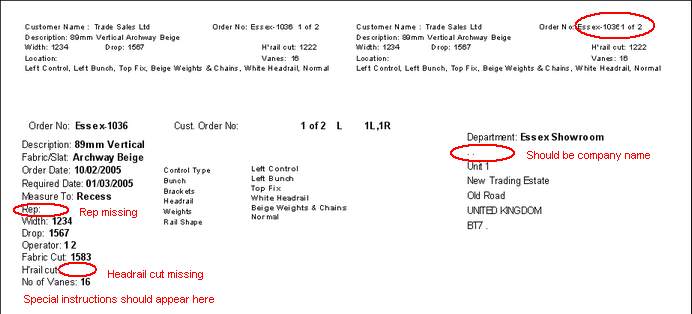 Customer Name : Trade Sales Ltd Order No: Essex-1036 1 of 2
Description: 89mm Vertical Archway Beige
Width: 1234 Drop: 1567 H'rail cut: 1222
Location: Vanes: 16
Left Control, Left Bunch, Top Fix, Beige Weights & Chains, White Headrail, Normal
Customer Name : Trade Sales Ltd Order No: Essex-10361 of 2
Description: 89mm Vertical Archway Beige
Width: 1234 Drop: 1567 H'rail cut: 1222
Location: Vanes: 16
Left Control, Left Bunch, Top Fix, Beige Weights & Chains, White Headrail, Normal
Order No: Essex-1036 Cust. Order No: 1 of 2 L 1L,1R
Description: 89mm Vertical
Fabric/Slat: Archway Beige
Order Date: 10/02/2005
Required Date: 01/03/2005
Measure To: Recess
Rep: Rep missing
Width: 1234
Drop: 1567
Operator: 1 2
Fabric Cut: 1583
H'rail cut: Headrail cut missing
No of Vanes: 16
Special instructions should appear here
Control Type Left Control
Bunch Left Bunch
Brackets Top Fix
Headrail White Headrail
Weights Beige Weights & Chains
Rail Shape Normal
Department: Essex Showroom
. . Should be company name
Unit 1
New Trading Estate
Old Road
UNITED KINGDOM
BT7 .